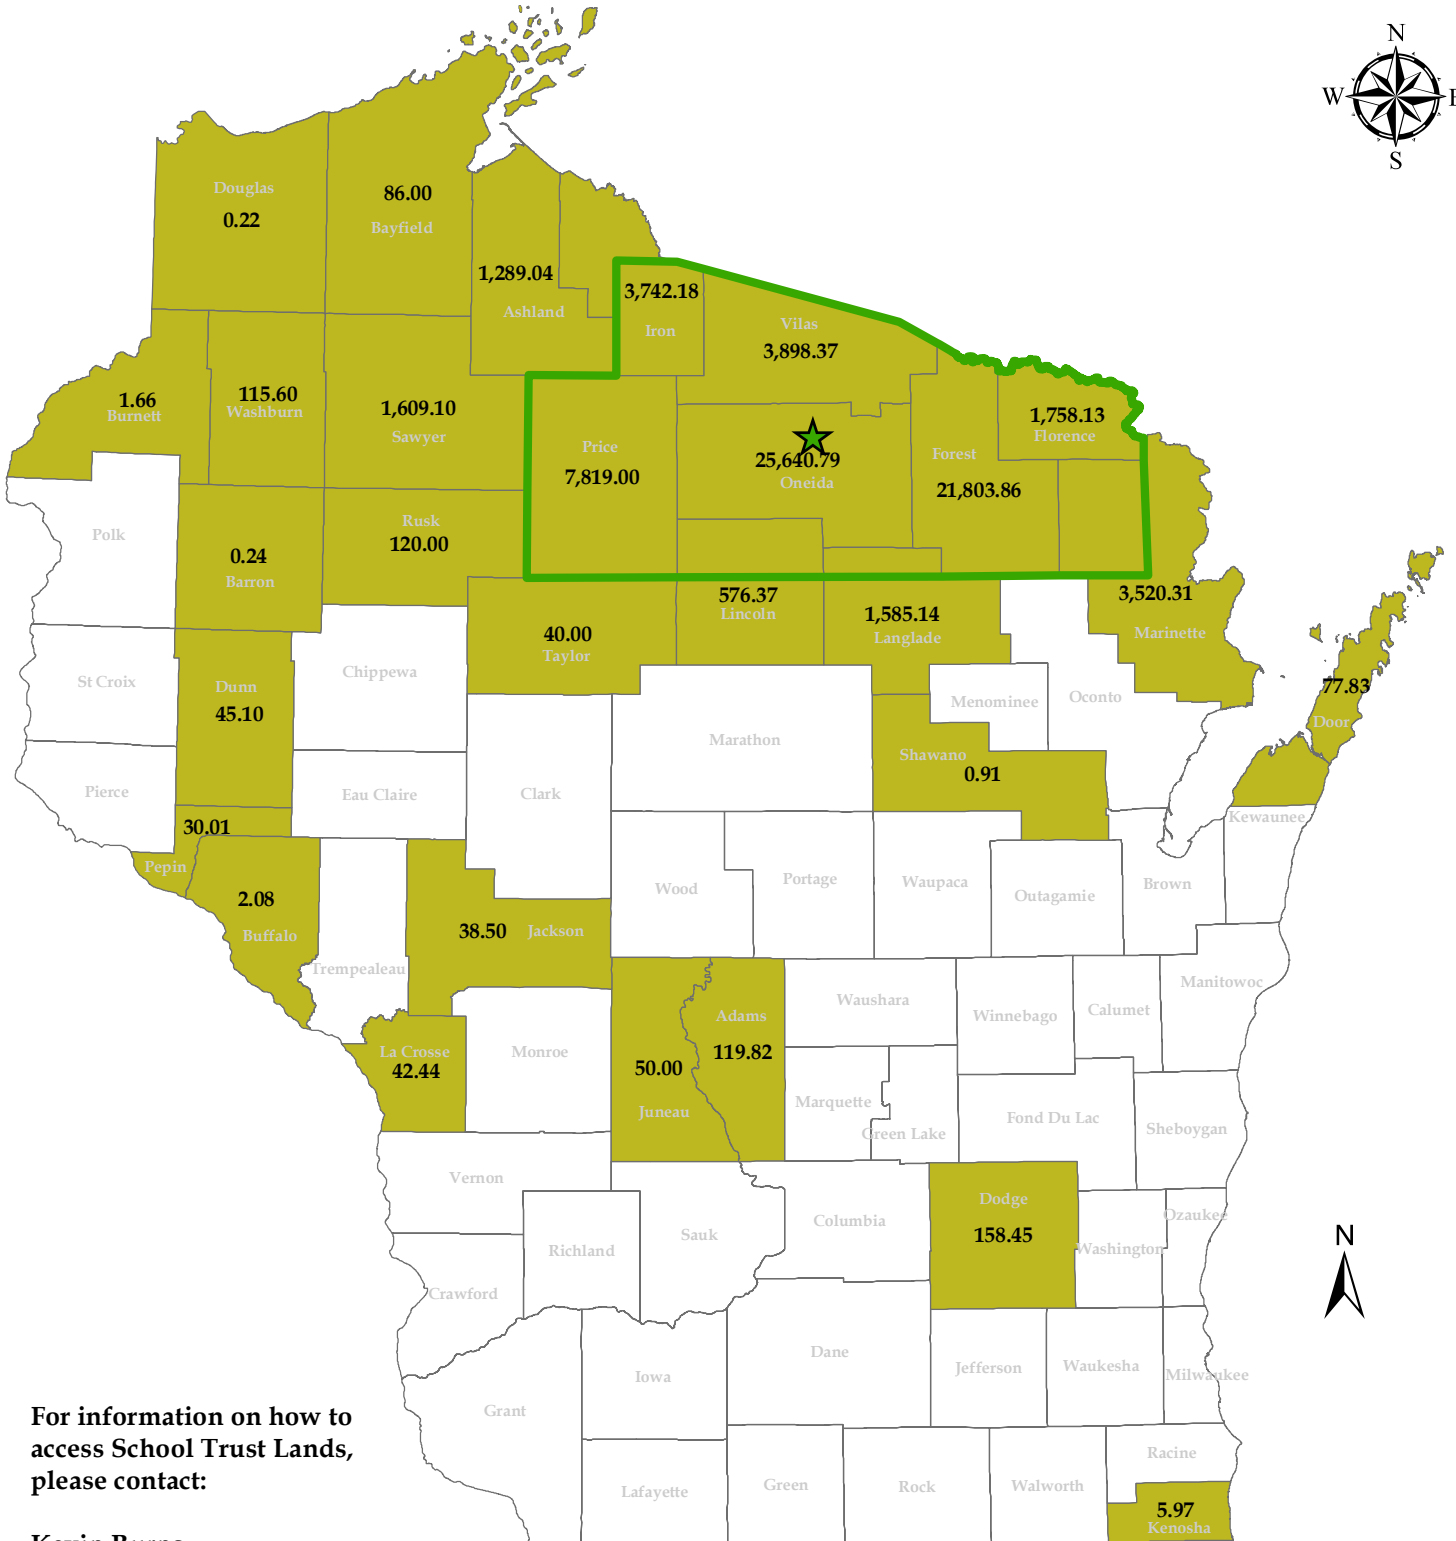 N
W
E
S
Douglas
0.22
86.00
Bayfield
1,289.04
Ashland
3,742.18
Iron
Vilas
3,898.37
1.66
Burnett
115.60
Washburn
1,609.10
Sawyer
Price
7,819.00
25,640.79
Oneida
Forest
21,803.86
1,758.13
Florence
Polk
0.24
Barron
Rusk
120.00
576.37
Lincoln
1,585.14
Langlade
3,520.31
Marinette
40.00
Taylor
St Croix
Dunn
45.10
Chippewa
Menominee
Oconto
77.83
Door
Marathon
Shawano
0.91
Pierce
Eau Claire
Clark
30.01
Pepin
Kewaunee
2.08
Buffalo
Trempealeau
38.50 Jackson
Wood
Portage
Waupaca
Outagamie
Brown
Manitowoc
La Crosse
42.44
Monroe
50.00
Juneau
Adams
119.82
Waushara
Winnebago
Calumet
Marquette
Green Lake
Fond Du Lac
Sheboygan
Vernon
Richland
Sauk
Columbia
Dodge
158.45
Washington
Ozaukee
N
Crawford
Grant
Iowa
Dane
Jefferson
Waukesha
Milwaukee
Lafayette
Green
Rock
Walworth
Racine
5.97
Kenosha
For information on how to
access School Trust Lands,
please contact: